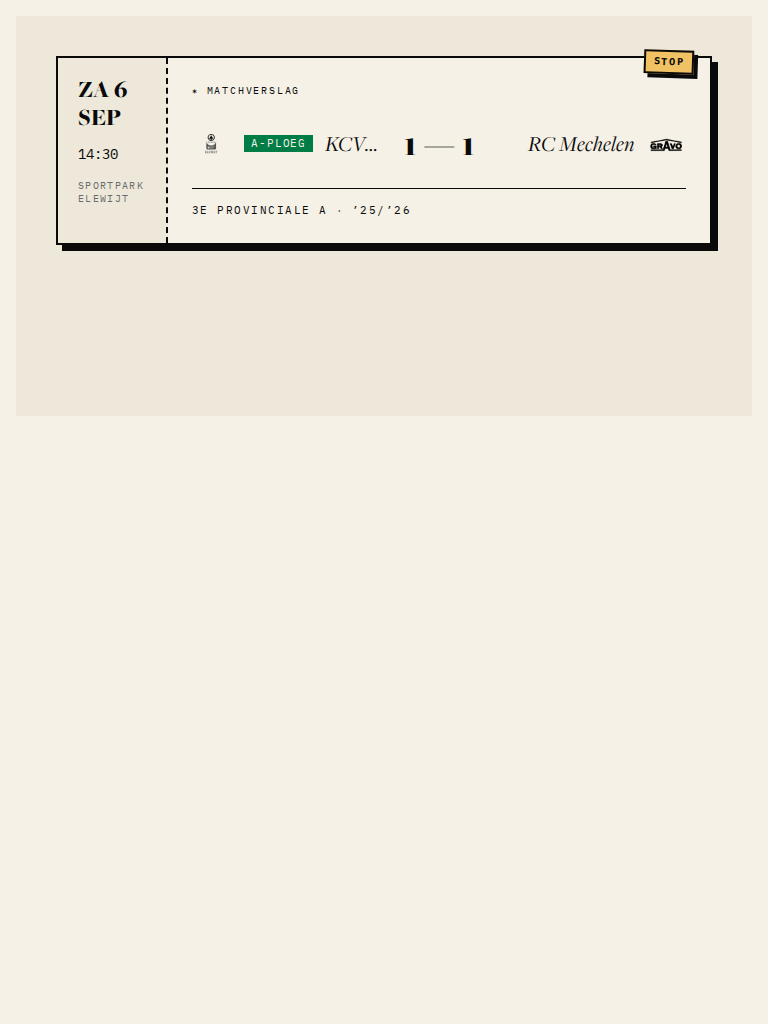 STOP
ZA 6
SEP
14:30
SPORTPARK
ELEWIJT
* MATCHVERSLAG
A-PLOEG KCV... 1 — 1 RC Mechelen GRAVO
3E PROVINCIALE A · ’25/’26